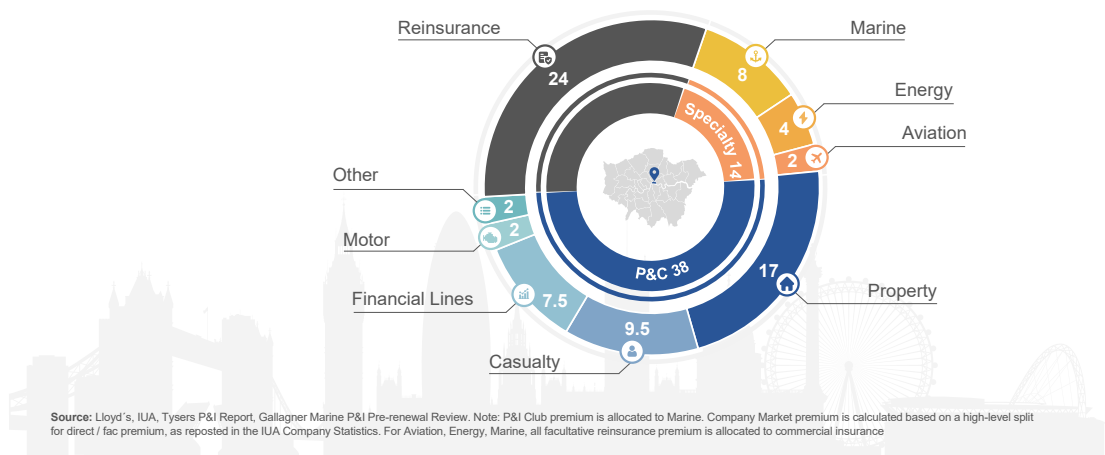 Reinsurance
24
Marine
8
Energy
4
Aviation
2
Specialty 14
Other
2
Motor
2
P&C 38
17
Property
Financial Lines
7.5
9.5
Casualty
Source: Lloyd´s, IUA, Tysers P&I Report, Gallagner Marine P&I Pre-renewal Review. Note: P&I Club premium is allocated to Marine. Company Market premium is calculated based on a high-level split
for direct / fac premium, as reposted in the IUA Company Statistics. For Aviation, Energy, Marine, all facultative reinsurance premium is allocated to commercial insurance